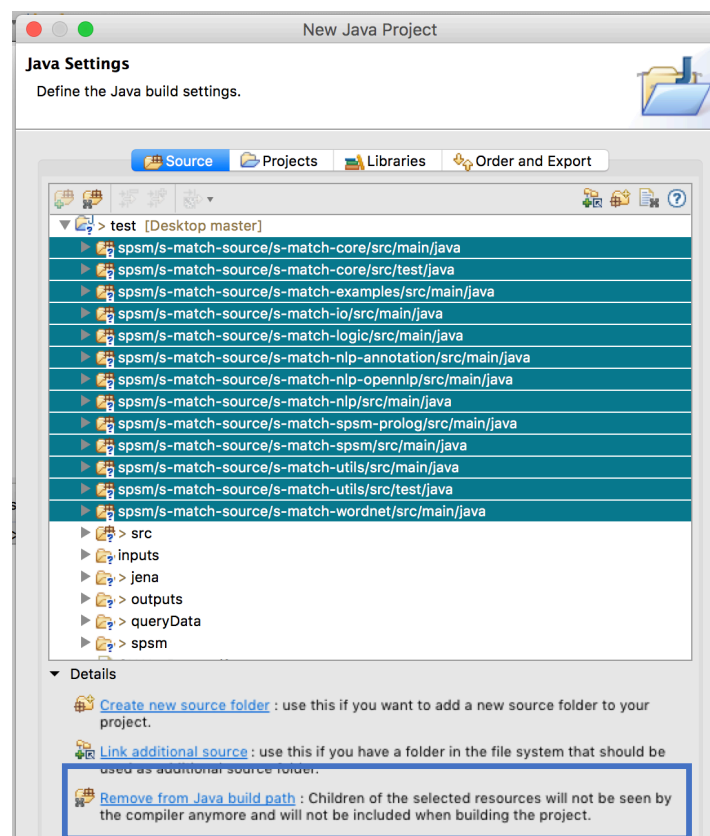 New Java Project
Java Settings
Define the Java build settings.
Source Projects Libraries Order and Export
> test [Desktop master]
spsm/s-match-source/s-match-core/src/main/java
spsm/s-match-source/s-match-core/src/test/java
spsm/s-match-source/s-match-examples/src/main/java
spsm/s-match-source/s-match-io/src/main/java
spsm/s-match-source/s-match-logic/src/main/java
spsm/s-match-source/s-match-nlp-annotation/src/main/java
spsm/s-match-source/s-match-nlp-opennlp/src/main/java
spsm/s-match-source/s-match-nlp/src/main/java
spsm/s-match-source/s-match-spsm-prolog/src/main/java
spsm/s-match-source/s-match-spsm/src/main/java
spsm/s-match-source/s-match-utils/src/main/java
spsm/s-match-source/s-match-utils/src/test/java
spsm/s-match-source/s-match-wordnet/src/main/java
> src
inputs
> jena
> outputs
> queryData
> spsm
Details
Create new source folder : use this if you want to add a new source folder to your
project.
Link additional source : use this if you have a folder in the file system that should be
used as additional source folder.
Remove from Java build path : Children of the selected resources will not be seen by
the compiler anymore and will not be included when building the project.